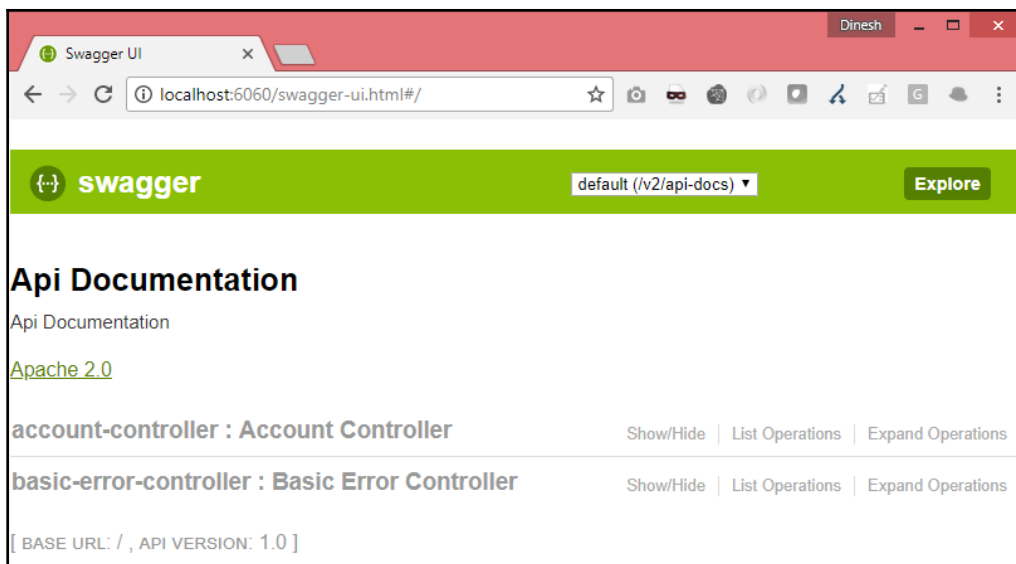 Dinesh
Swagger UI
localhost:6060/swagger-ui.html#/
swagger default (/v2/api-docs) Explore
Api Documentation
Api Documentation
Apache 2.0
account-controller : Account Controller Show/Hide List Operations Expand Operations
basic-error-controller : Basic Error Controller Show/Hide List Operations Expand Operations
[ BASE URL: / , API VERSION: 1.0 ]